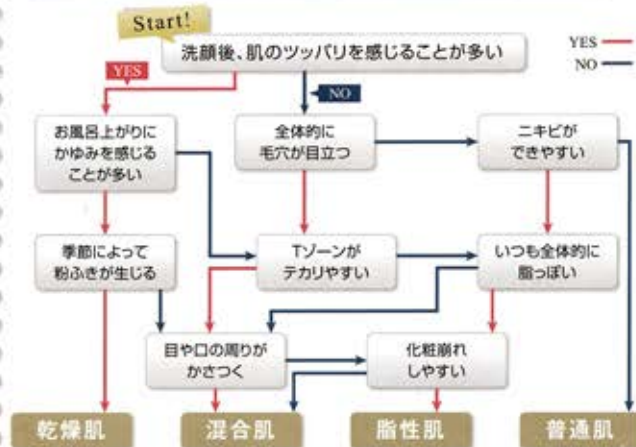 Start!
洗顔後、肌のツッパリを感じることが多い
YES
NO
YES
NO
お風呂上がりに
かゆみを感じる
ことが多い
全体的に
毛穴が目立つ
ニキビが
できやすい
季節によって
粉ふきが生じる
Tゾーンが
テカリやすい
いつも全体的に
脂っぽい
目や口の周りが
かさつく
化粧崩れ
しやすい
乾燥肌
混合肌
脂性肌
普通肌